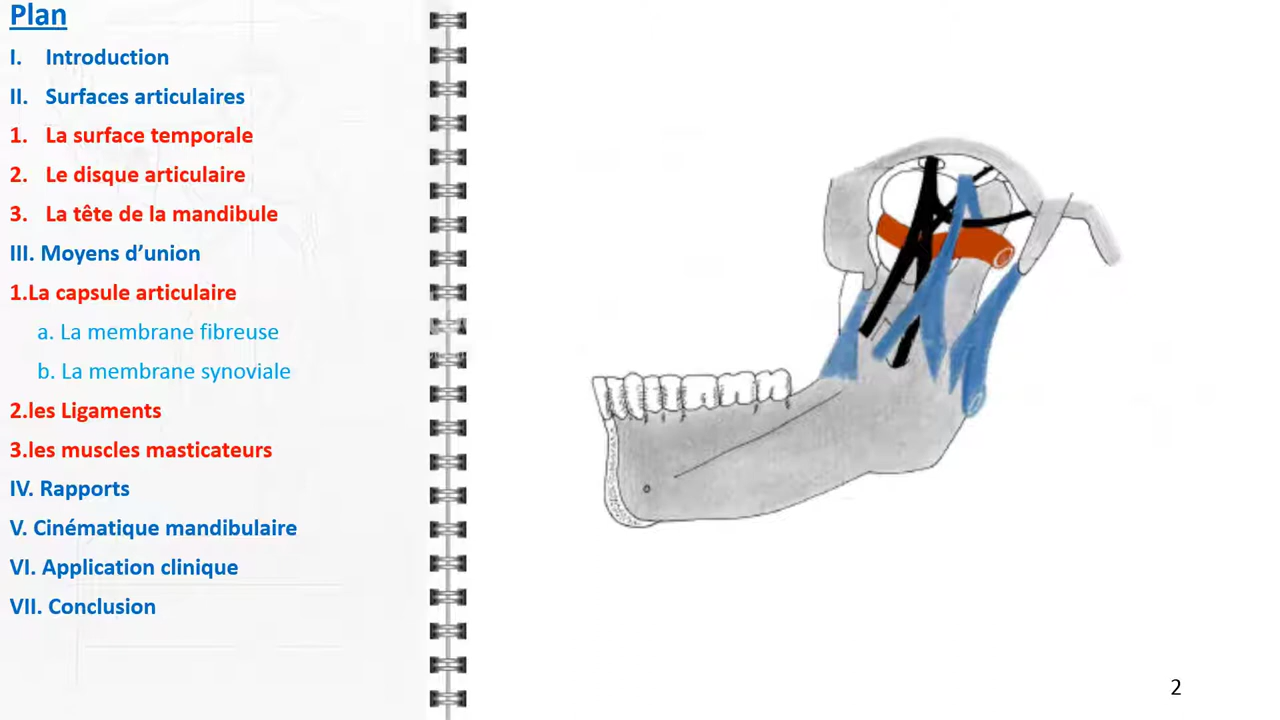 Plan
I. Introduction
II. Surfaces articulaires
1. La surface temporale
2. Le disque articulaire
3. La tête de la mandibule
III. Moyens d’union
1.La capsule articulaire
a. La membrane fibreuse
b. La membrane synoviale
2.les Ligaments
3.les muscles masticateurs
IV. Rapports
V. Cinématique mandibulaire
VI. Application clinique
VII. Conclusion
2